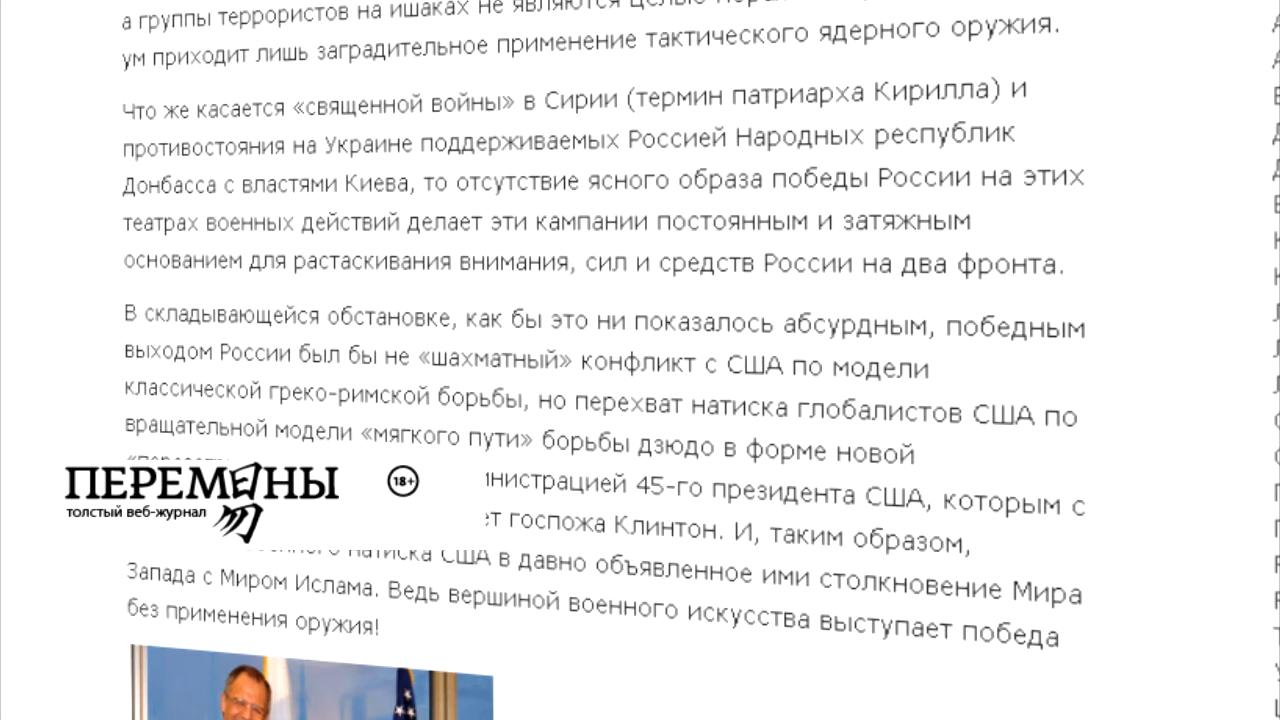 а группы террористов на ишаках не являются целью
ум приходит лишь заградительное применение тактического ядерного оружия.
Что же касается «священной войны» в Сирии (термин патриарха Кирилла) и
противостояния на Украине поддерживаемых Россией Народных республик
Донбасса с властями Киева, то отсутствие ясного образа победы России на этих
театрах военных действий делает эти кампании постоянным и затяжным
основанием для растаскивания внимания, сил и средств России на два фронта.
В складывающейся обстановке, как бы это ни показалось абсурдным, победным
выходом России был бы не «шахматный» конфликт с США по модели
классической греко-римской борьбы, но перехват натиска глобалистов США по
вращательной модели «мягкого пути» борьбы дзюдо в форме новой
45-го президента США, которым с
госпожа Клинтон. И, таким образом,
натиска США в давно объявленное ими столкновение Мира
Запада с Миром Ислама. Ведь вершиной военного искусства выступает победа
без применения оружия!
ПЕРЕМЕНЫ
толстый веб-журнал
18+